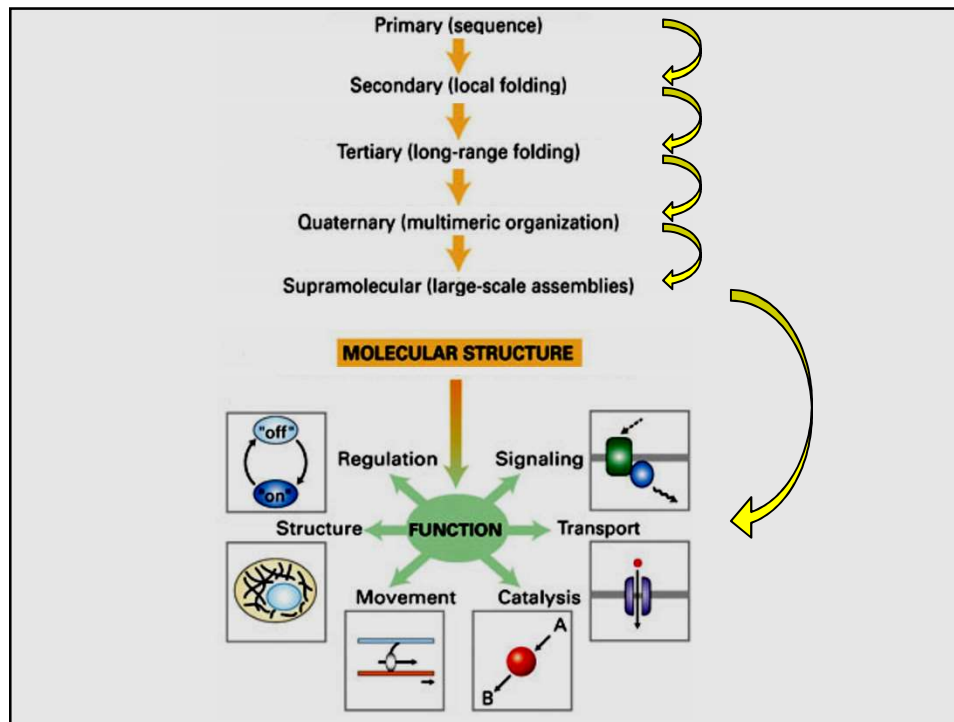 Primary (sequence)
Secondary (local folding)
Tertiary (long-range folding)
Quaternary (multimeric organization)
Supramolecular (large-scale assemblies)
MOLECULAR STRUCTURE
"off"
"on"
Regulation
Signaling
Structure
FUNCTION
Transport
Movement
Catalysis
A
B